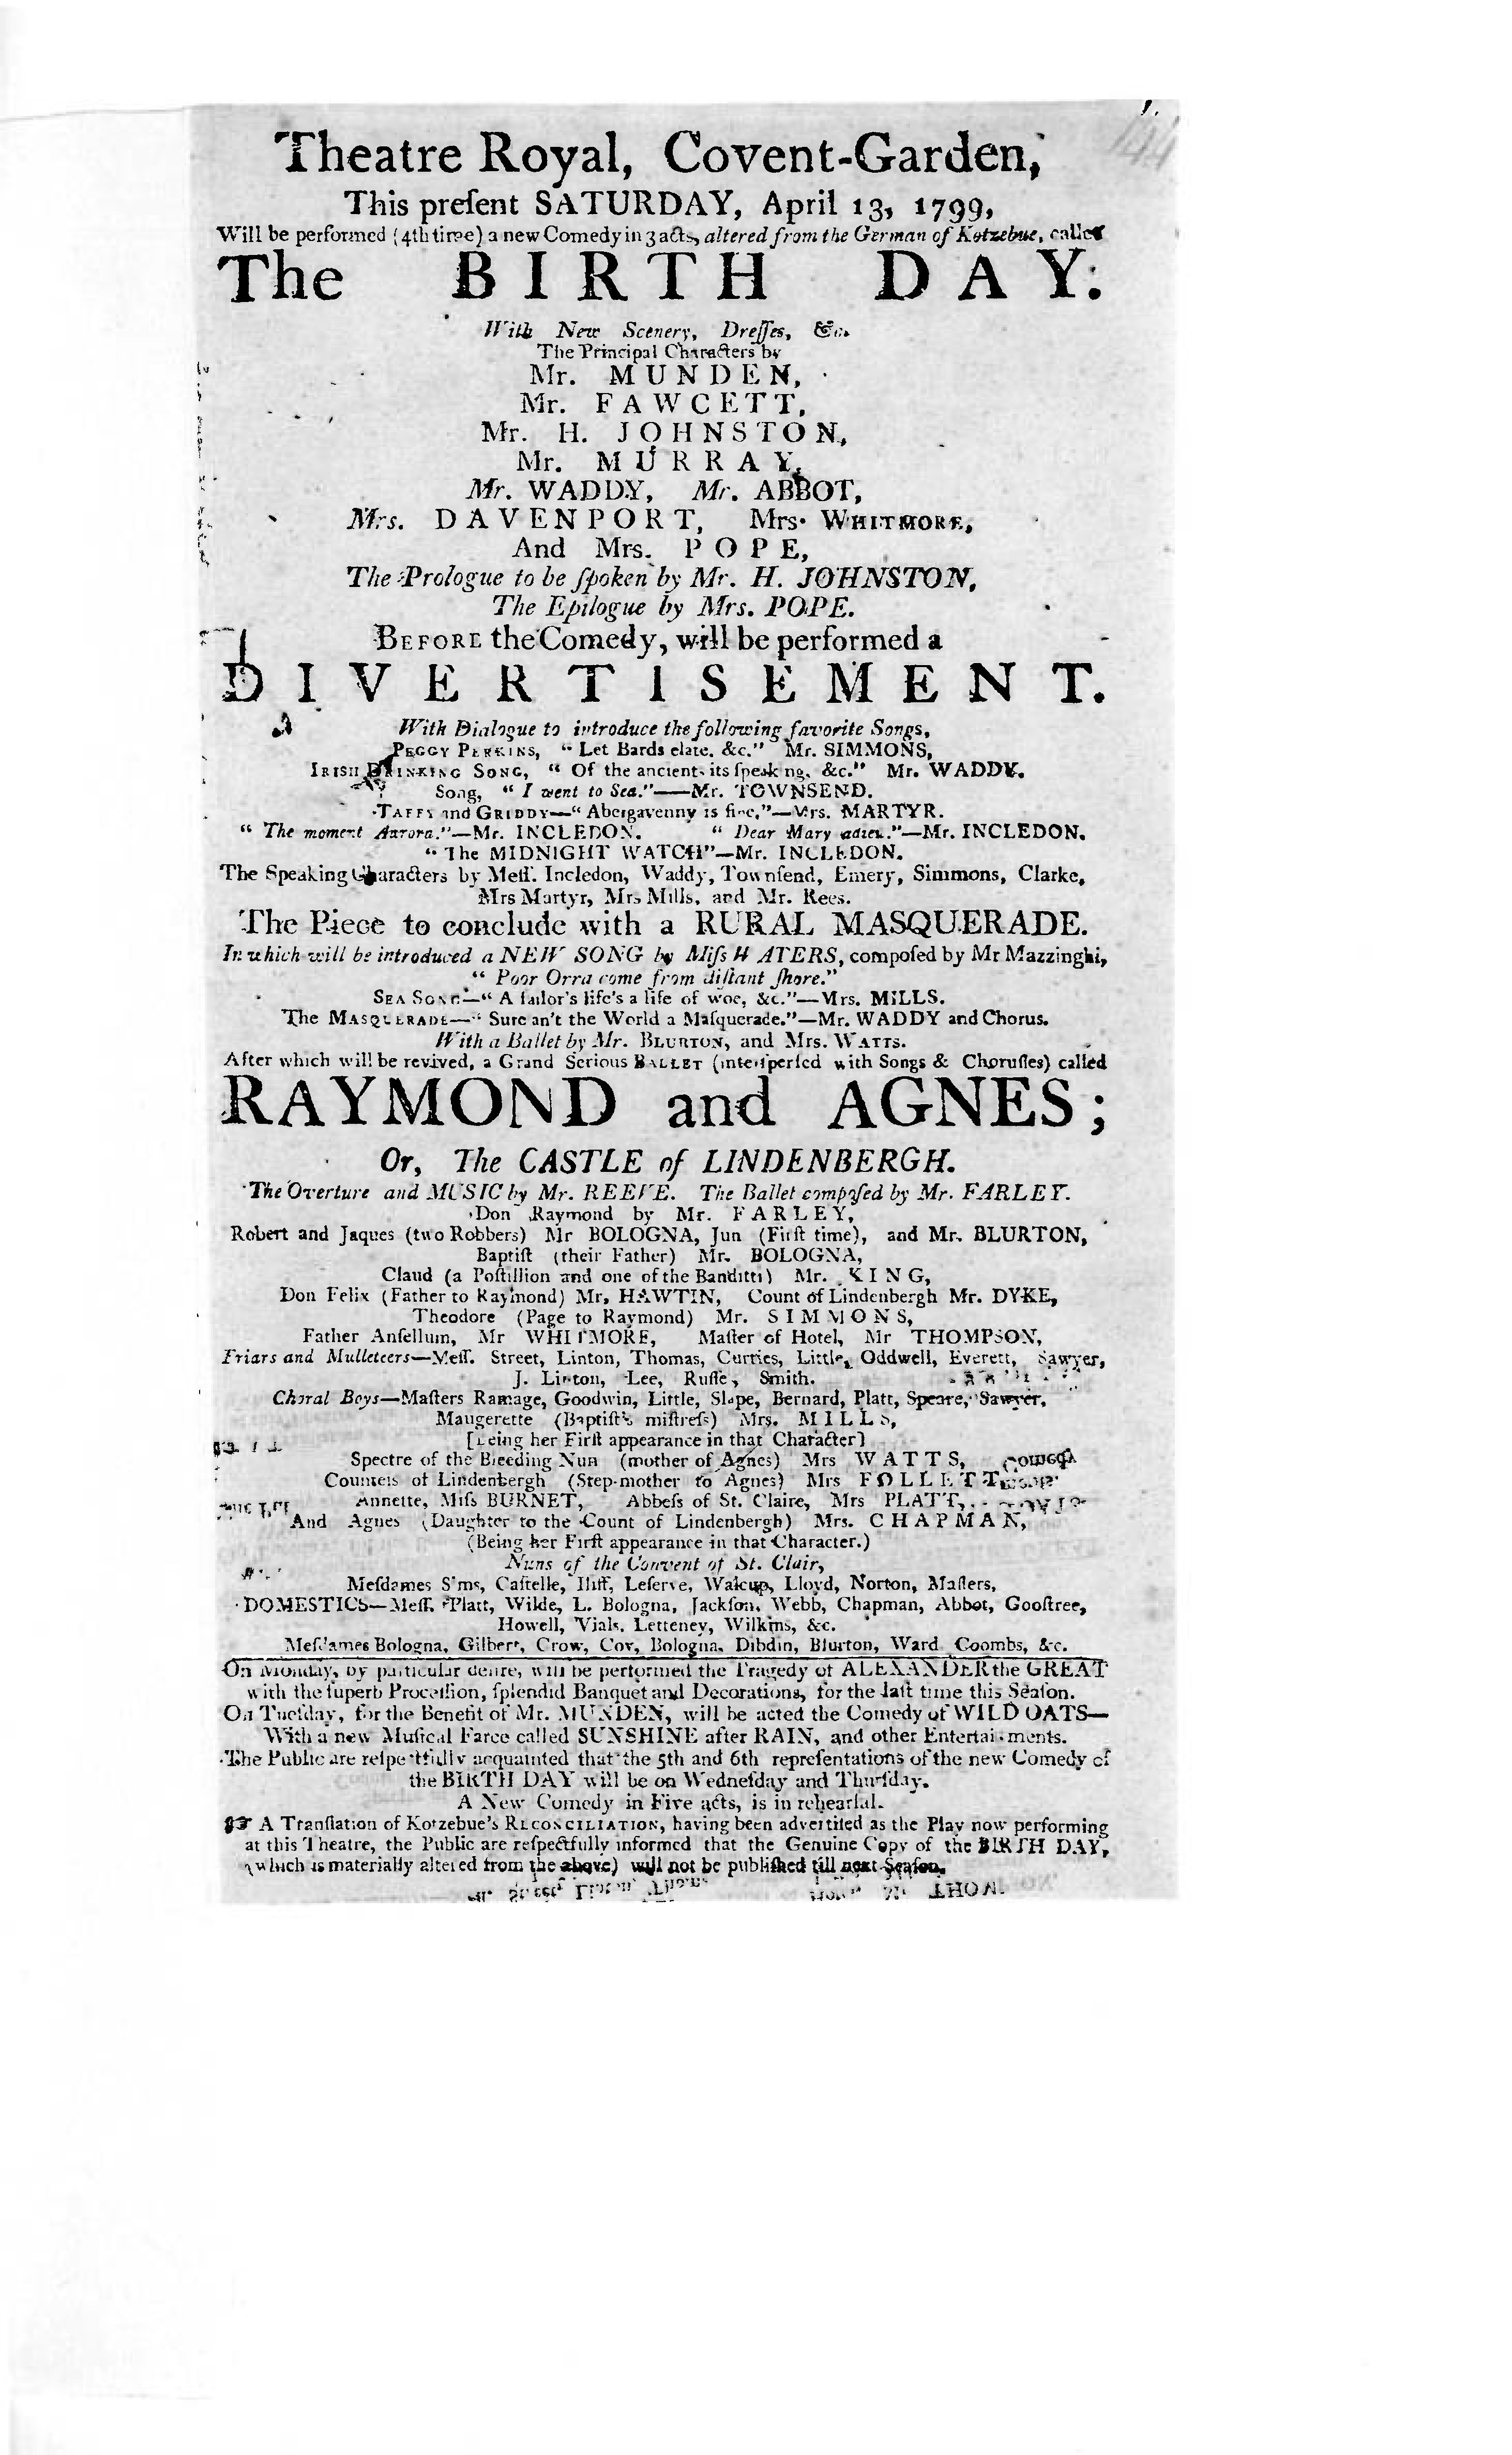 Theatre Royal, Covent-Garden,
This preſent SATURDAY, April 13, 1799,
Will be performed (4th time) a new Comedy in 3 acts, altered from the German of Kotzebue, called
The BIRTH DAY:
With New Scenery, Dreſſes, &c.
The Principal Characters by
Mr. MUNDEN,
Mr. FAWCETT,
Mr. H. JOHNSTON,
Mr. MURRAY,
Mr. WADDY, Mr. ABBOT,
Mrs. DAVENPORT, Mrs. WHITMORE,
And Mrs. POPE,
The Prologue to be ſpoken by Mr. H. JOHNSTON,
The Epilogue by Mrs. POPE.
BEFORE the Comedy, will be performed a
DIVERTISEMENT.
With Dialogue to introduce the following favorite Songs,
PEGGY PERKINS, " Let Bards elate, &c." Mr. SIMMONS,
IRISH DRINKING SONG, " Of the ancients its ſpeaking, &c." Mr. WADDY.
Song, " I went to Sea."—Mr. TOWNSEND.
TAFFY and GRIDDY—" Abergavenny is fine,"—Mrs. MARTYR.
" The moment Aurora."—Mr. INCLEDON. " Dear Mary adieu."—Mr. INCLEDON.
" The MIDNIGHT WATCH"—Mr. INCLEDON.
The Speaking Characters by Meſſ. Incledon, Waddy, Townſend, Emery, Simmons, Clarke,
Mrs Martyr, Mrs Mills, and Mr. Rees.
The Piece to conclude with a RURAL MASQUERADE.
In which will be introduced a NEW SONG by Miſs WATERS, compoſed by Mr Mazzinghi,
" Poor Orra come from diſtant ſhore."
SEA SONG—" A ſailor's life's a life of woe, &c."—Mrs. MILLS.
The MASQUERADE—" Sure an't the World a Maſquerade."—Mr. WADDY and Chorus.
With a Ballet by Mr. BLURTON, and Mrs. WATTS.
After which will be revived, a Grand Serious BALLET (interſperſed with Songs & Choruſſes) called
RAYMOND and AGNES;
Or, The CASTLE of LINDENBERGH.
The Overture and MUSIC by Mr. REEVE. The Ballet compoſed by Mr. FARLEY.
Don Raymond by Mr. FARLEY,
Robert and Jaques (two Robbers) Mr BOLOGNA, Jun (Firſt time), and Mr. BLURTON,
Baptiſt (their Father) Mr. BOLOGNA,
Claud (a Poſtillion and one of the Banditti) Mr. KING,
Don Felix (Father to Raymond) Mr, HAWTIN, Count of Lindenbergh Mr. DYKE,
Theodore (Page to Raymond) Mr. SIMMONS,
Father Anſellum, Mr WHITMORE, Maſter of Hotel, Mr THOMPSON,
Friars and Mulleteers—Meſſ. Street, Linton, Thomas, Curties, Little, Oddwell, Everett, Sawyer,
J. Linton, Lee, Ruſſe, Smith.
Choral Boys—Maſters Ramage, Goodwin, Little, Slape, Bernard, Platt, Speare, Sawyer,
Maugerette (Baptiſt's miſtreſs) Mrs. MILLS,
[Being her Firſt appearance in that Character]
Spectre of the Bleeding Nun (mother of Agnes) Mrs WATTS,
Counteſs of Lindenbergh (Step-mother to Agnes) Mrs FOLLETT,
Annette, Miſs BURNET, Abbeſs of St. Claire, Mrs PLATT,
And Agnes (Daughter to the Count of Lindenbergh) Mrs. CHAPMAN,
(Being her Firſt appearance in that Character.)
Nuns of the Convent of St. Clair,
Meſdames Sims, Caſtelle, Iliff, Leſerve, Walcup, Lloyd, Norton, Maſters,
DOMESTICS—Meſſ. Platt, Wilde, L. Bologna, Jackſon, Webb, Chapman, Abbot, Gooſtree,
Howell, Vials, Letteney, Wilkins, &c.
Meſdames Bologna, Gilbert, Crow, Cox, Bologna, Dibdin, Blurton, Ward Coombs, &c.
On Monday, by particular deſire, will be performed the Tragedy of ALEXANDER the GREAT
with the ſuperb Proceſſion, ſplendid Banquet and Decorations, for the laſt time this Seaſon.
On Tueſday, for the Benefit of Mr. MUNDEN, will be acted the Comedy of WILD OATS—
With a new Muſical Farce called SUNSHINE after RAIN, and other Entertainments.
The Public are reſpectfully acquainted that the 5th and 6th repreſentations of the new Comedy of
the BIRTH DAY will be on Wedneſday and Thurſday.
A New Comedy in Five acts, is in rehearſal.
☞ A Tranſlation of Kotzebue's RECONCILIATION, having been advertiſed as the Play now performing
at this Theatre, the Public are reſpectfully informed that the Genuine Copy of the BIRTH DAY,
(which is materially altered from the above) will not be publiſhed till next Seaſon.